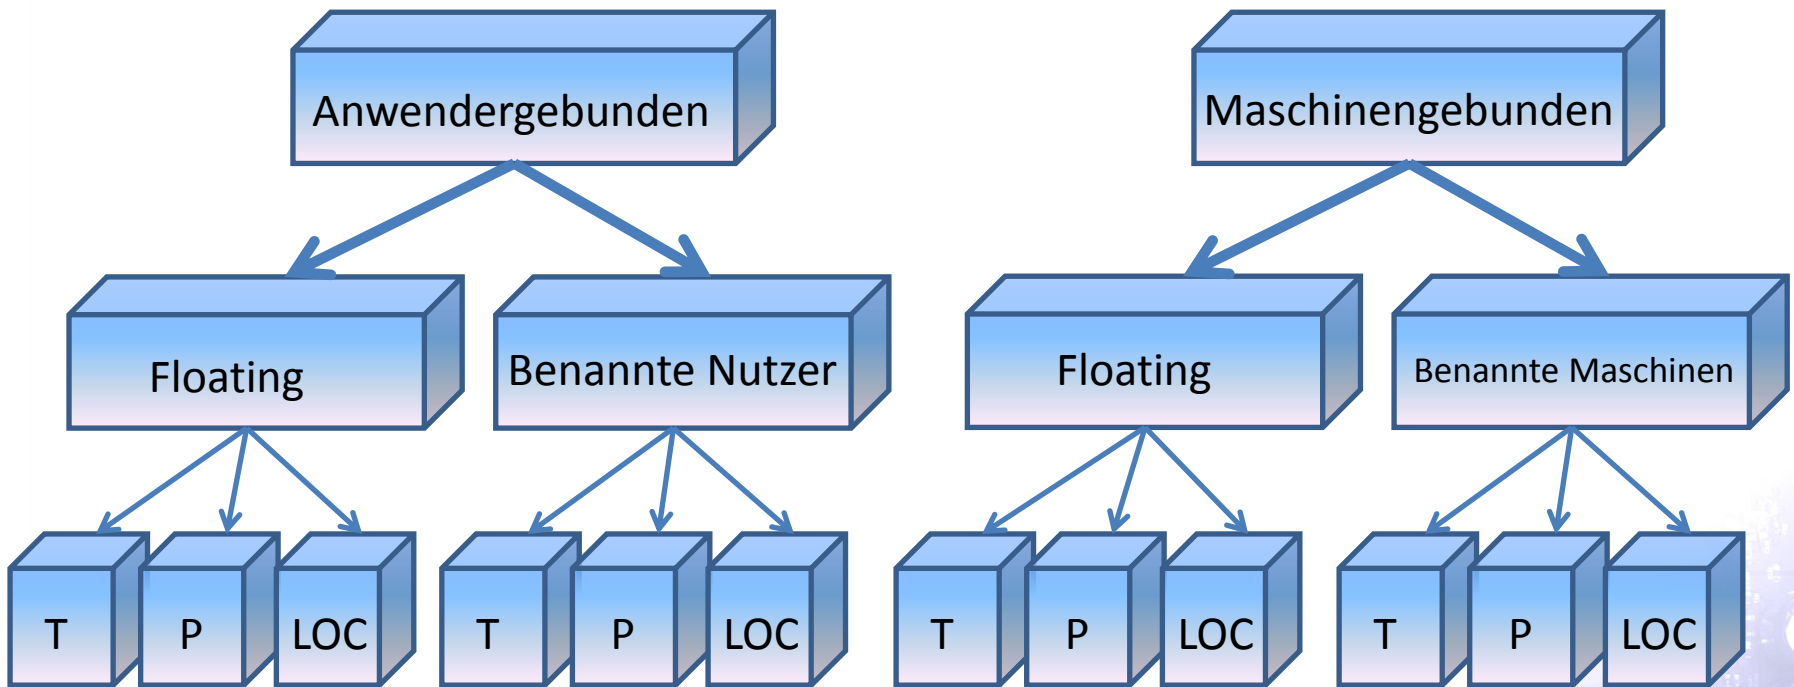 Anwendergebunden
Maschinengebunden
Floating
Benannte Nutzer
Floating
Benannte Maschinen
T
P
LOC
T
P
LOC
T
P
LOC
T
P
LOC